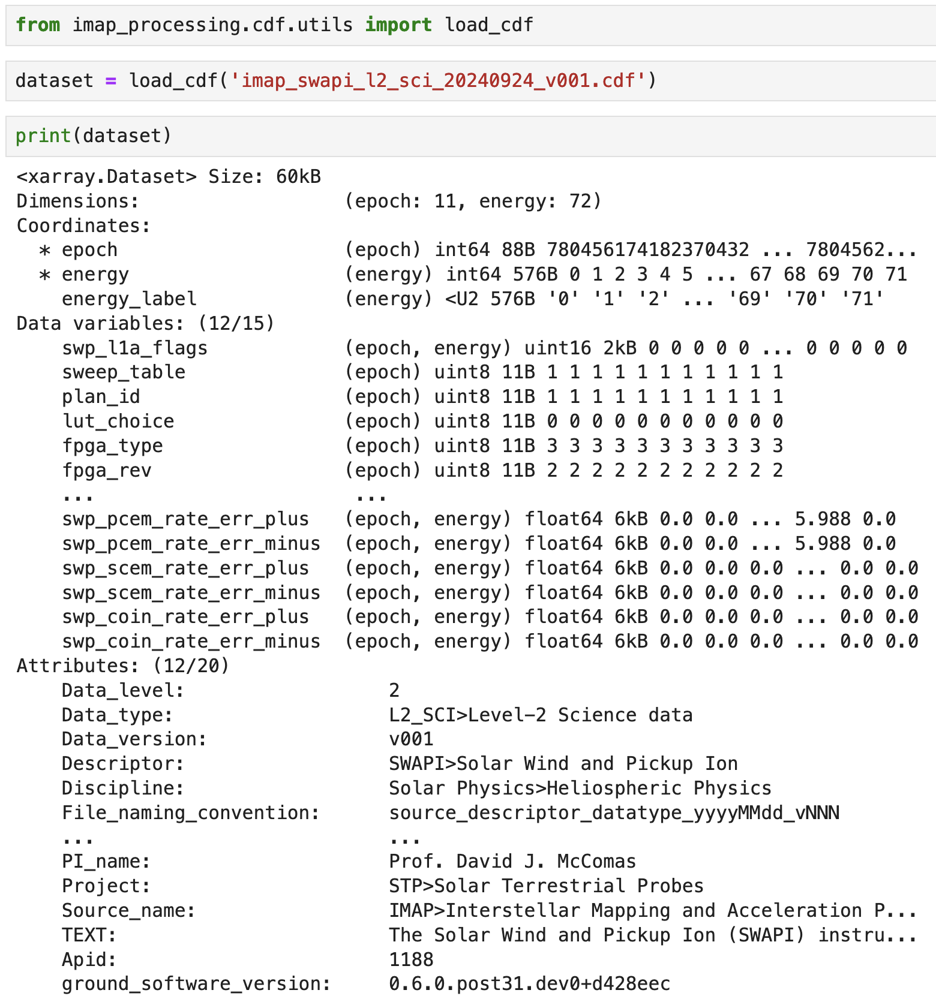 from imap_processing.cdf.utils import load_cdf
dataset = load_cdf('imap_swapi_l2_sci_20240924_v001.cdf')
print(dataset)
<xarray.Dataset> Size: 60kB
Dimensions:                  (epoch: 11, energy: 72)
Coordinates:
  * epoch                    (epoch) int64 88B 780456174182370432 ... 7804562...
  * energy                   (energy) int64 576B 0 1 2 3 4 5 ... 67 68 69 70 71
    energy_label             (energy) <U2 576B '0' '1' '2' ... '69' '70' '71'
Data variables: (12/15)
    swp_l1a_flags            (epoch, energy) uint16 2kB 0 0 0 0 0 ... 0 0 0 0 0
    sweep_table              (epoch) uint8 11B 1 1 1 1 1 1 1 1 1 1 1
    plan_id                  (epoch) uint8 11B 1 1 1 1 1 1 1 1 1 1 1
    lut_choice               (epoch) uint8 11B 0 0 0 0 0 0 0 0 0 0 0
    fpga_type                (epoch) uint8 11B 3 3 3 3 3 3 3 3 3 3 3
    fpga_rev                 (epoch) uint8 11B 2 2 2 2 2 2 2 2 2 2 2
    ...                       ...
    swp_pcem_rate_err_plus   (epoch, energy) float64 6kB 0.0 0.0 ... 5.988 0.0
    swp_pcem_rate_err_minus  (epoch, energy) float64 6kB 0.0 0.0 ... 5.988 0.0
    swp_scem_rate_err_plus   (epoch, energy) float64 6kB 0.0 0.0 0.0 ... 0.0 0.0
    swp_scem_rate_err_minus  (epoch, energy) float64 6kB 0.0 0.0 0.0 ... 0.0 0.0
    swp_coin_rate_err_plus   (epoch, energy) float64 6kB 0.0 0.0 0.0 ... 0.0 0.0
    swp_coin_rate_err_minus  (epoch, energy) float64 6kB 0.0 0.0 0.0 ... 0.0 0.0
Attributes: (12/20)
    Data_level:                  2
    Data_type:                   L2_SCI>Level-2 Science data
    Data_version:                v001
    Descriptor:                  SWAPI>Solar Wind and Pickup Ion
    Discipline:                  Solar Physics>Heliospheric Physics
    File_naming_convention:      source_descriptor_datatype_yyyyMMdd_vNNN
    ...                          ...
    PI_name:                     Prof. David J. McComas
    Project:                     STP>Solar Terrestrial Probes
    Source_name:                 IMAP>Interstellar Mapping and Acceleration P...
    TEXT:                        The Solar Wind and Pickup Ion (SWAPI) instru...
    Apid:                        1188
    ground_software_version:     0.6.0.post31.dev0+d428eec